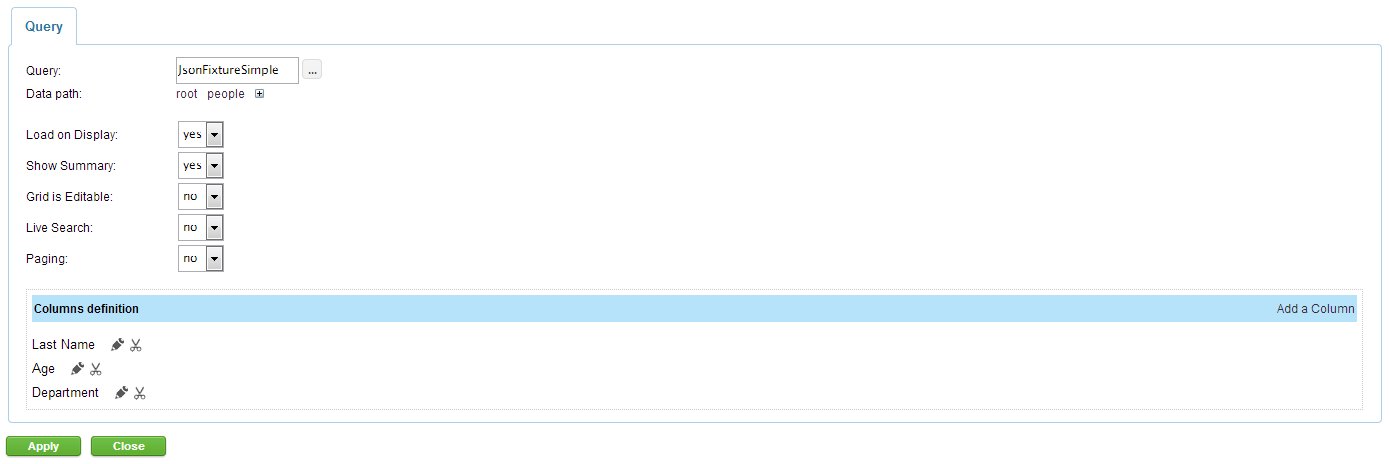 Query
Query: JsonFixtureSimple ...
Data path: root people
Load on Display: yes
Show Summary: yes
Grid is Editable: no
Live Search: no
Paging: no
Columns definition Add a Column
Last Name
Age
Department
Apply Close